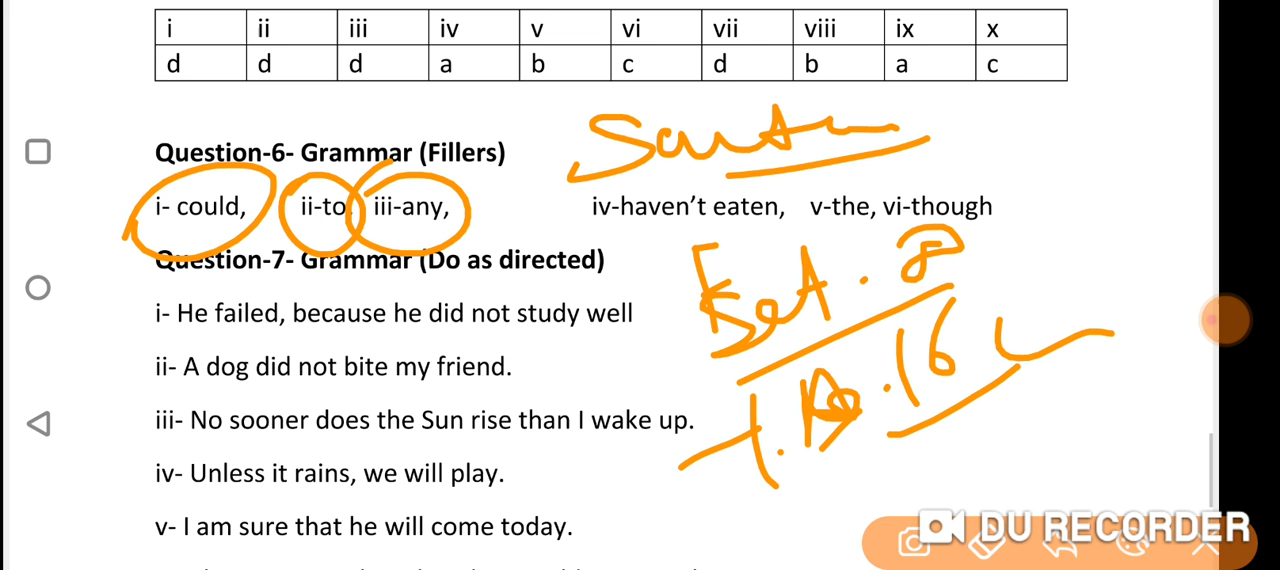 i ii iii iv v vi vii viii ix x
d d d a b c d b a c
Question-6- Grammar (Fillers)
i- could, ii-to iii-any, iv-haven't eaten, v-the, vi-though
Question-7- Grammar (Do as directed)
i- He failed, because he did not study well
Set. 8
ii- A dog did not bite my friend.
16
iii- No sooner does the Sun rise than I wake up.
iv- Unless it rains, we will play.
v- I am sure that he will come today.
DU RECORDER